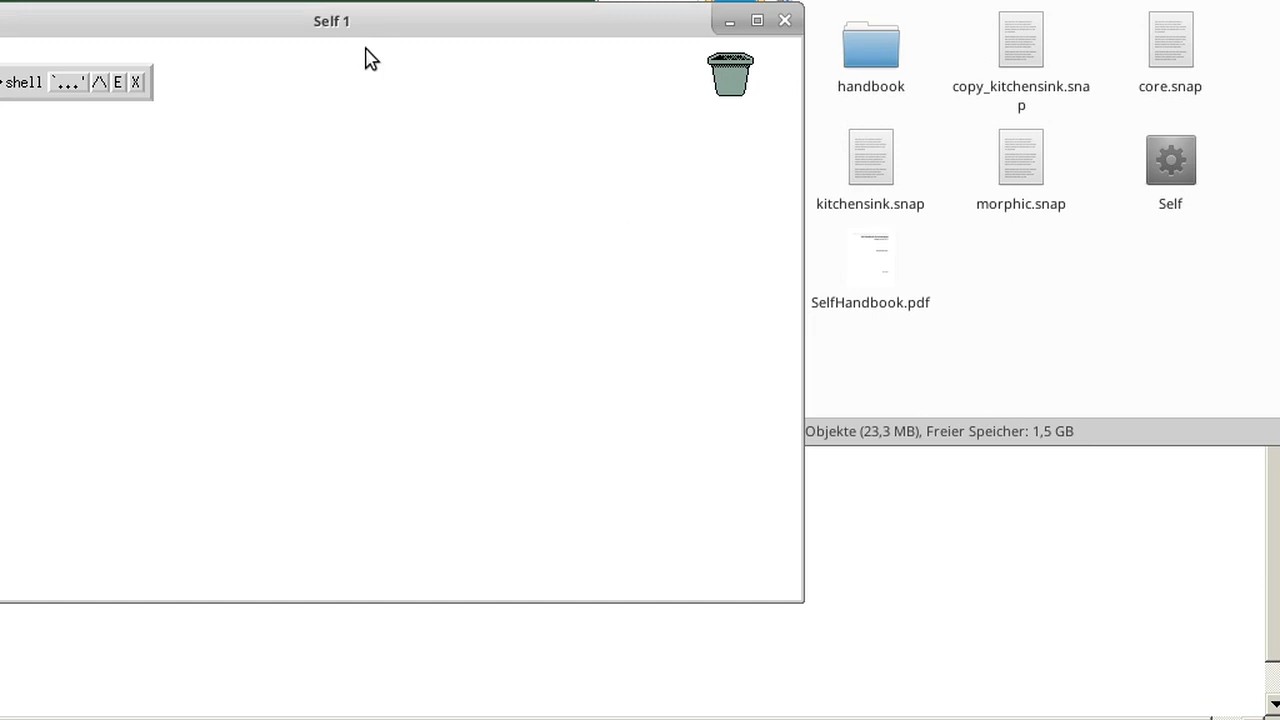 Self 1
shell `...' /\ E X
handbook
copy_kitchensink.sna
p
core.snap
kitchensink.snap
morphic.snap
Self
SelfHandbook.pdf
Objekte (23,3 MB), Freier Speicher: 1,5 GB